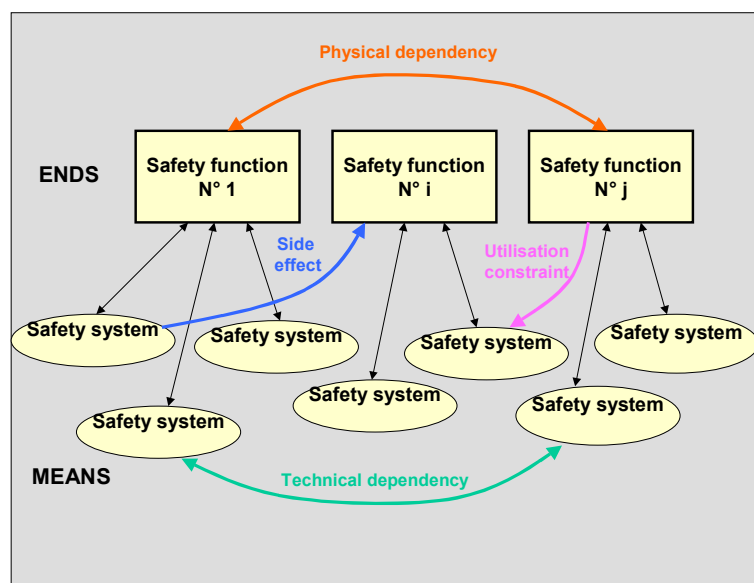 Physical dependency
ENDS
Safety function
N° 1
Safety function
N° i
Safety function
N° j
Side
effect
Utilisation
constraint
Safety system
Safety system
Safety system
Safety system
Safety system
Safety system
Safety system
MEANS
Technical dependency